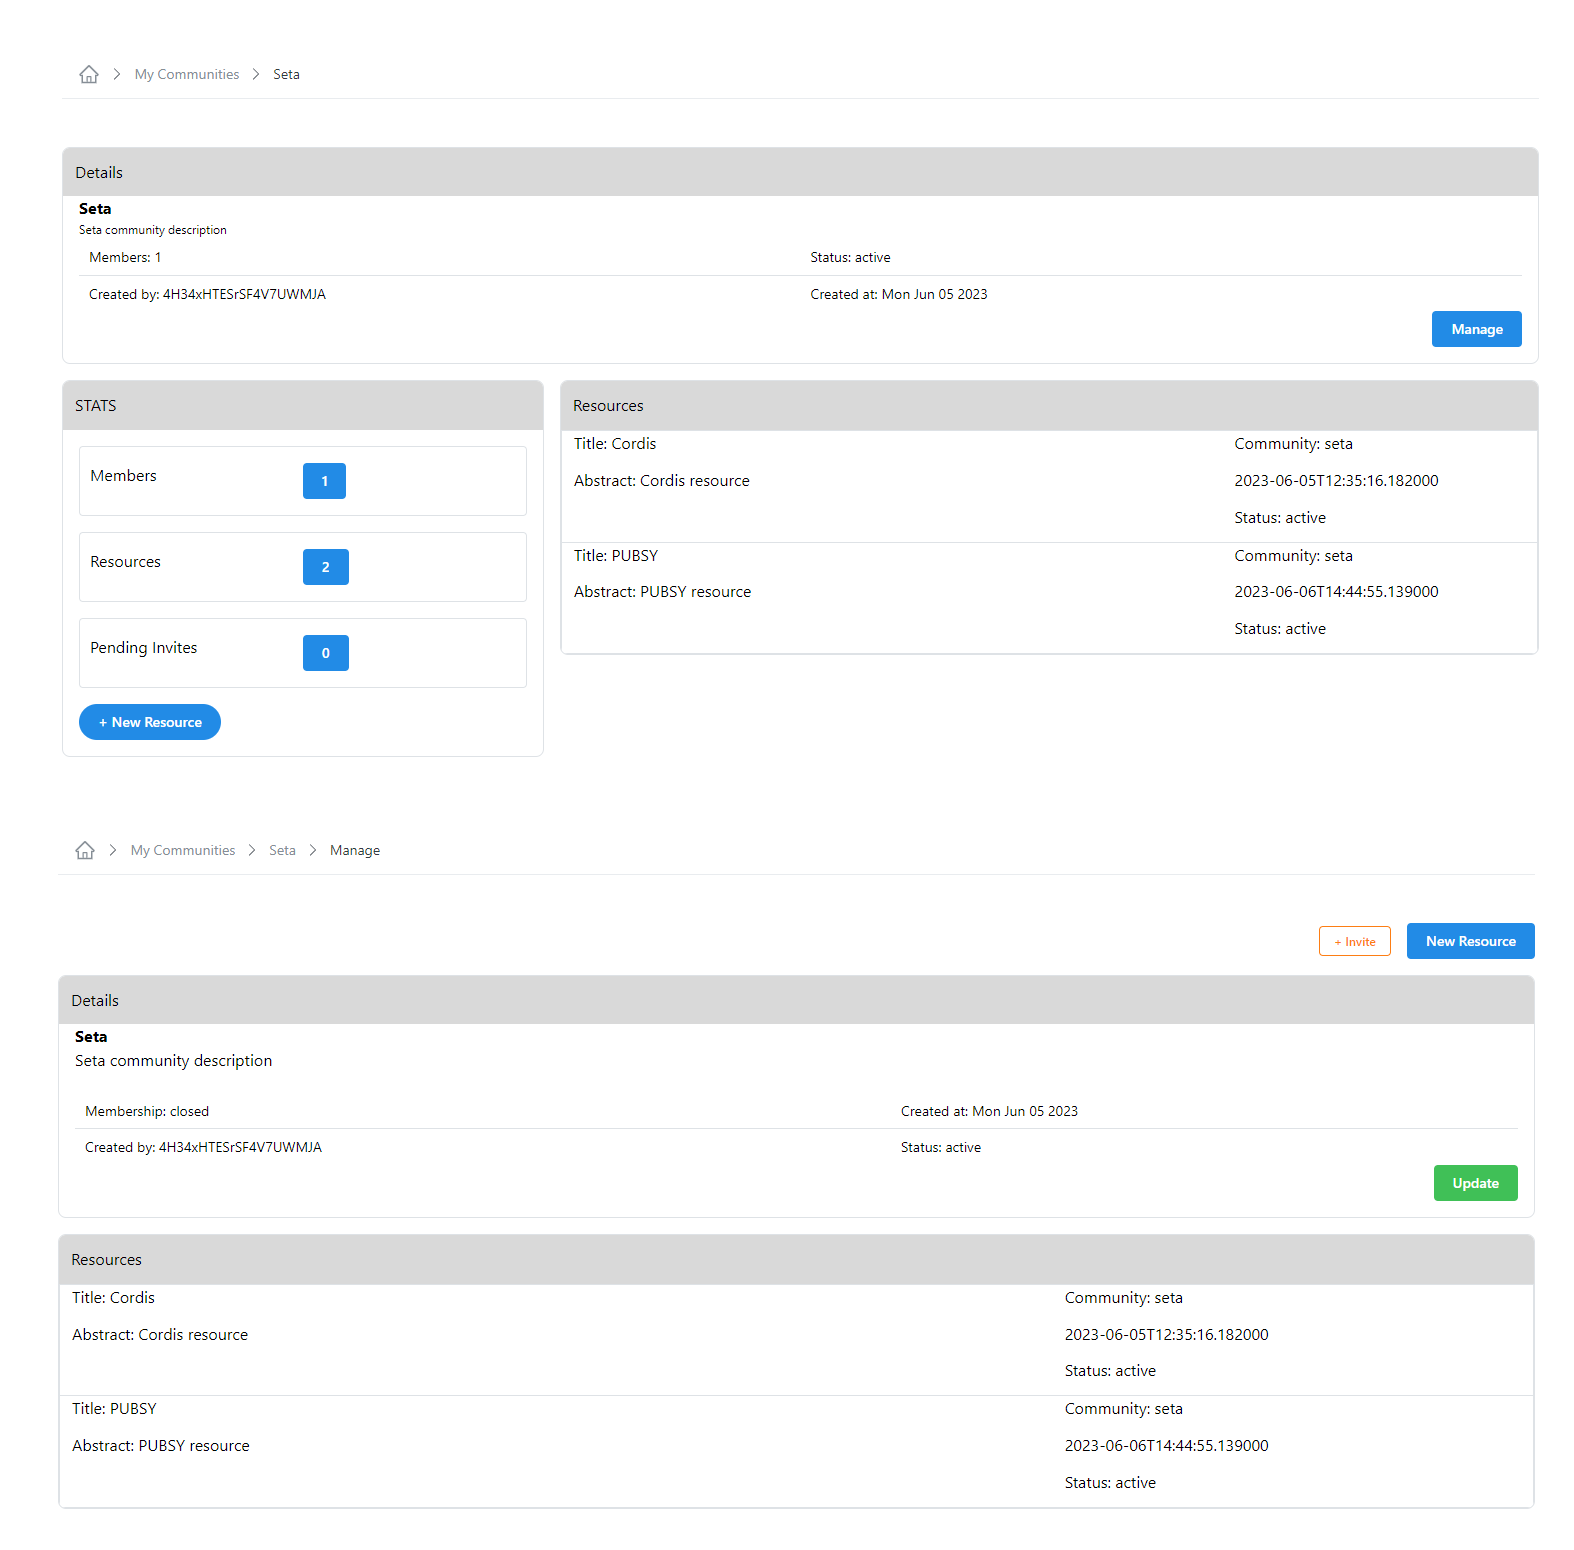 My Communities > Seta
Details
Seta
Seta community description
Members: 1 Status: active
Created by: 4H34xHTESrSF4V7UWMJA Created at: Mon Jun 05 2023
Manage
STATS
Members 1
Resources 2
Pending Invites 0
+ New Resource
Resources
Title: Cordis Community: seta
Abstract: Cordis resource 2023-06-05T12:35:16.182000
Status: active
Title: PUBSY Community: seta
Abstract: PUBSY resource 2023-06-06T14:44:55.139000
Status: active
My Communities > Seta > Manage
+ Invite New Resource
Details
Seta
Seta community description
Membership: closed Created at: Mon Jun 05 2023
Created by: 4H34xHTESrSF4V7UWMJA Status: active
Update
Resources
Title: Cordis Community: seta
Abstract: Cordis resource 2023-06-05T12:35:16.182000
Status: active
Title: PUBSY Community: seta
Abstract: PUBSY resource 2023-06-06T14:44:55.139000
Status: active